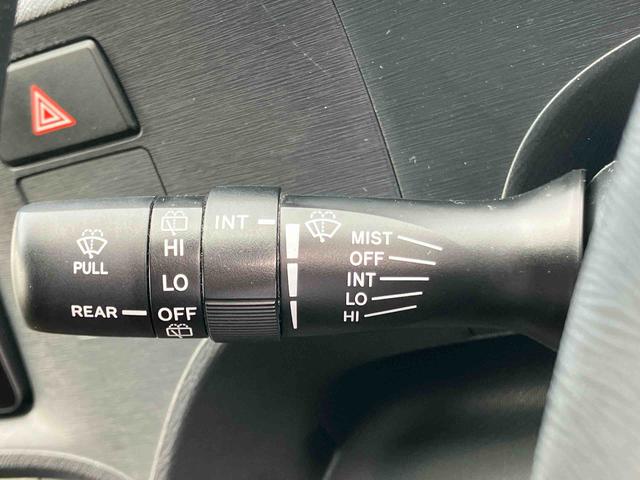 PULL
REAR
HI
LO
OFF
INT
MIST
OFF
INT
LO
HI